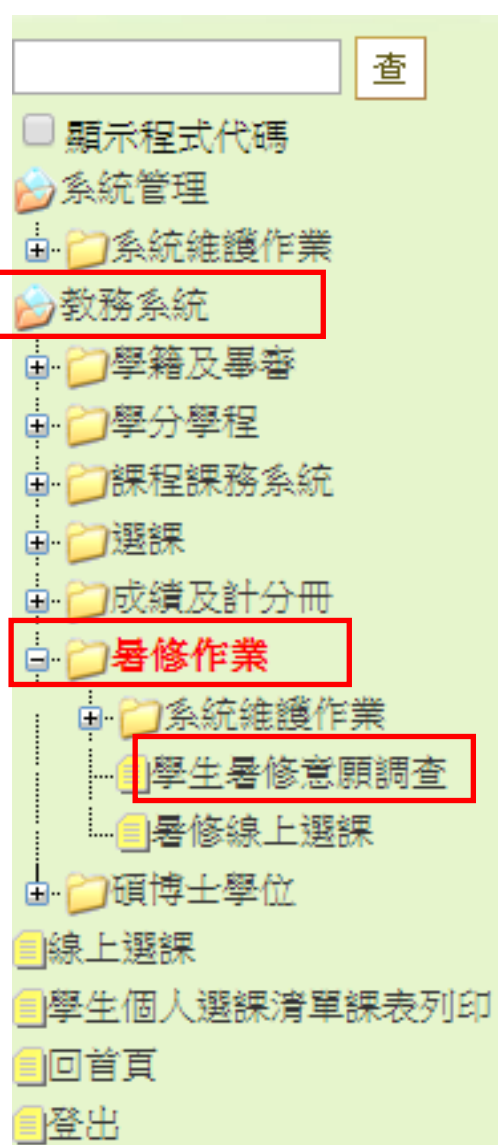 查
顯示程式代碼
系統管理
系統維護作業
教務系統
學籍及畢審
學分學程
課程課務系統
選課
成績及計分冊
暑修作業
系統維護作業
學生暑修意願調查
暑修線上選課
碩博士學位
線上選課
學生個人選課清單課表列印
回首頁
登出